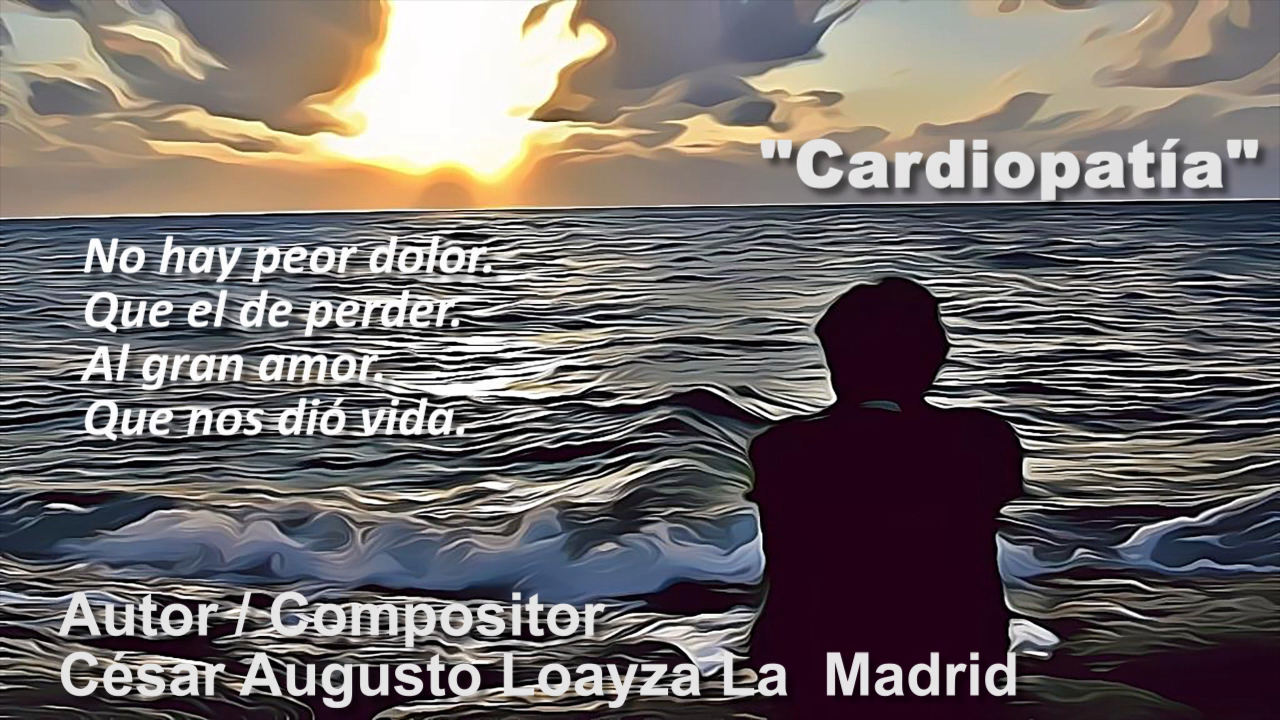 "Cardiopatía"
No hay peor dolor.
Que el de perder.
Al gran amor.
Que nos dió vida.
Autor / Compositor
César Augusto Loayza La  Madrid